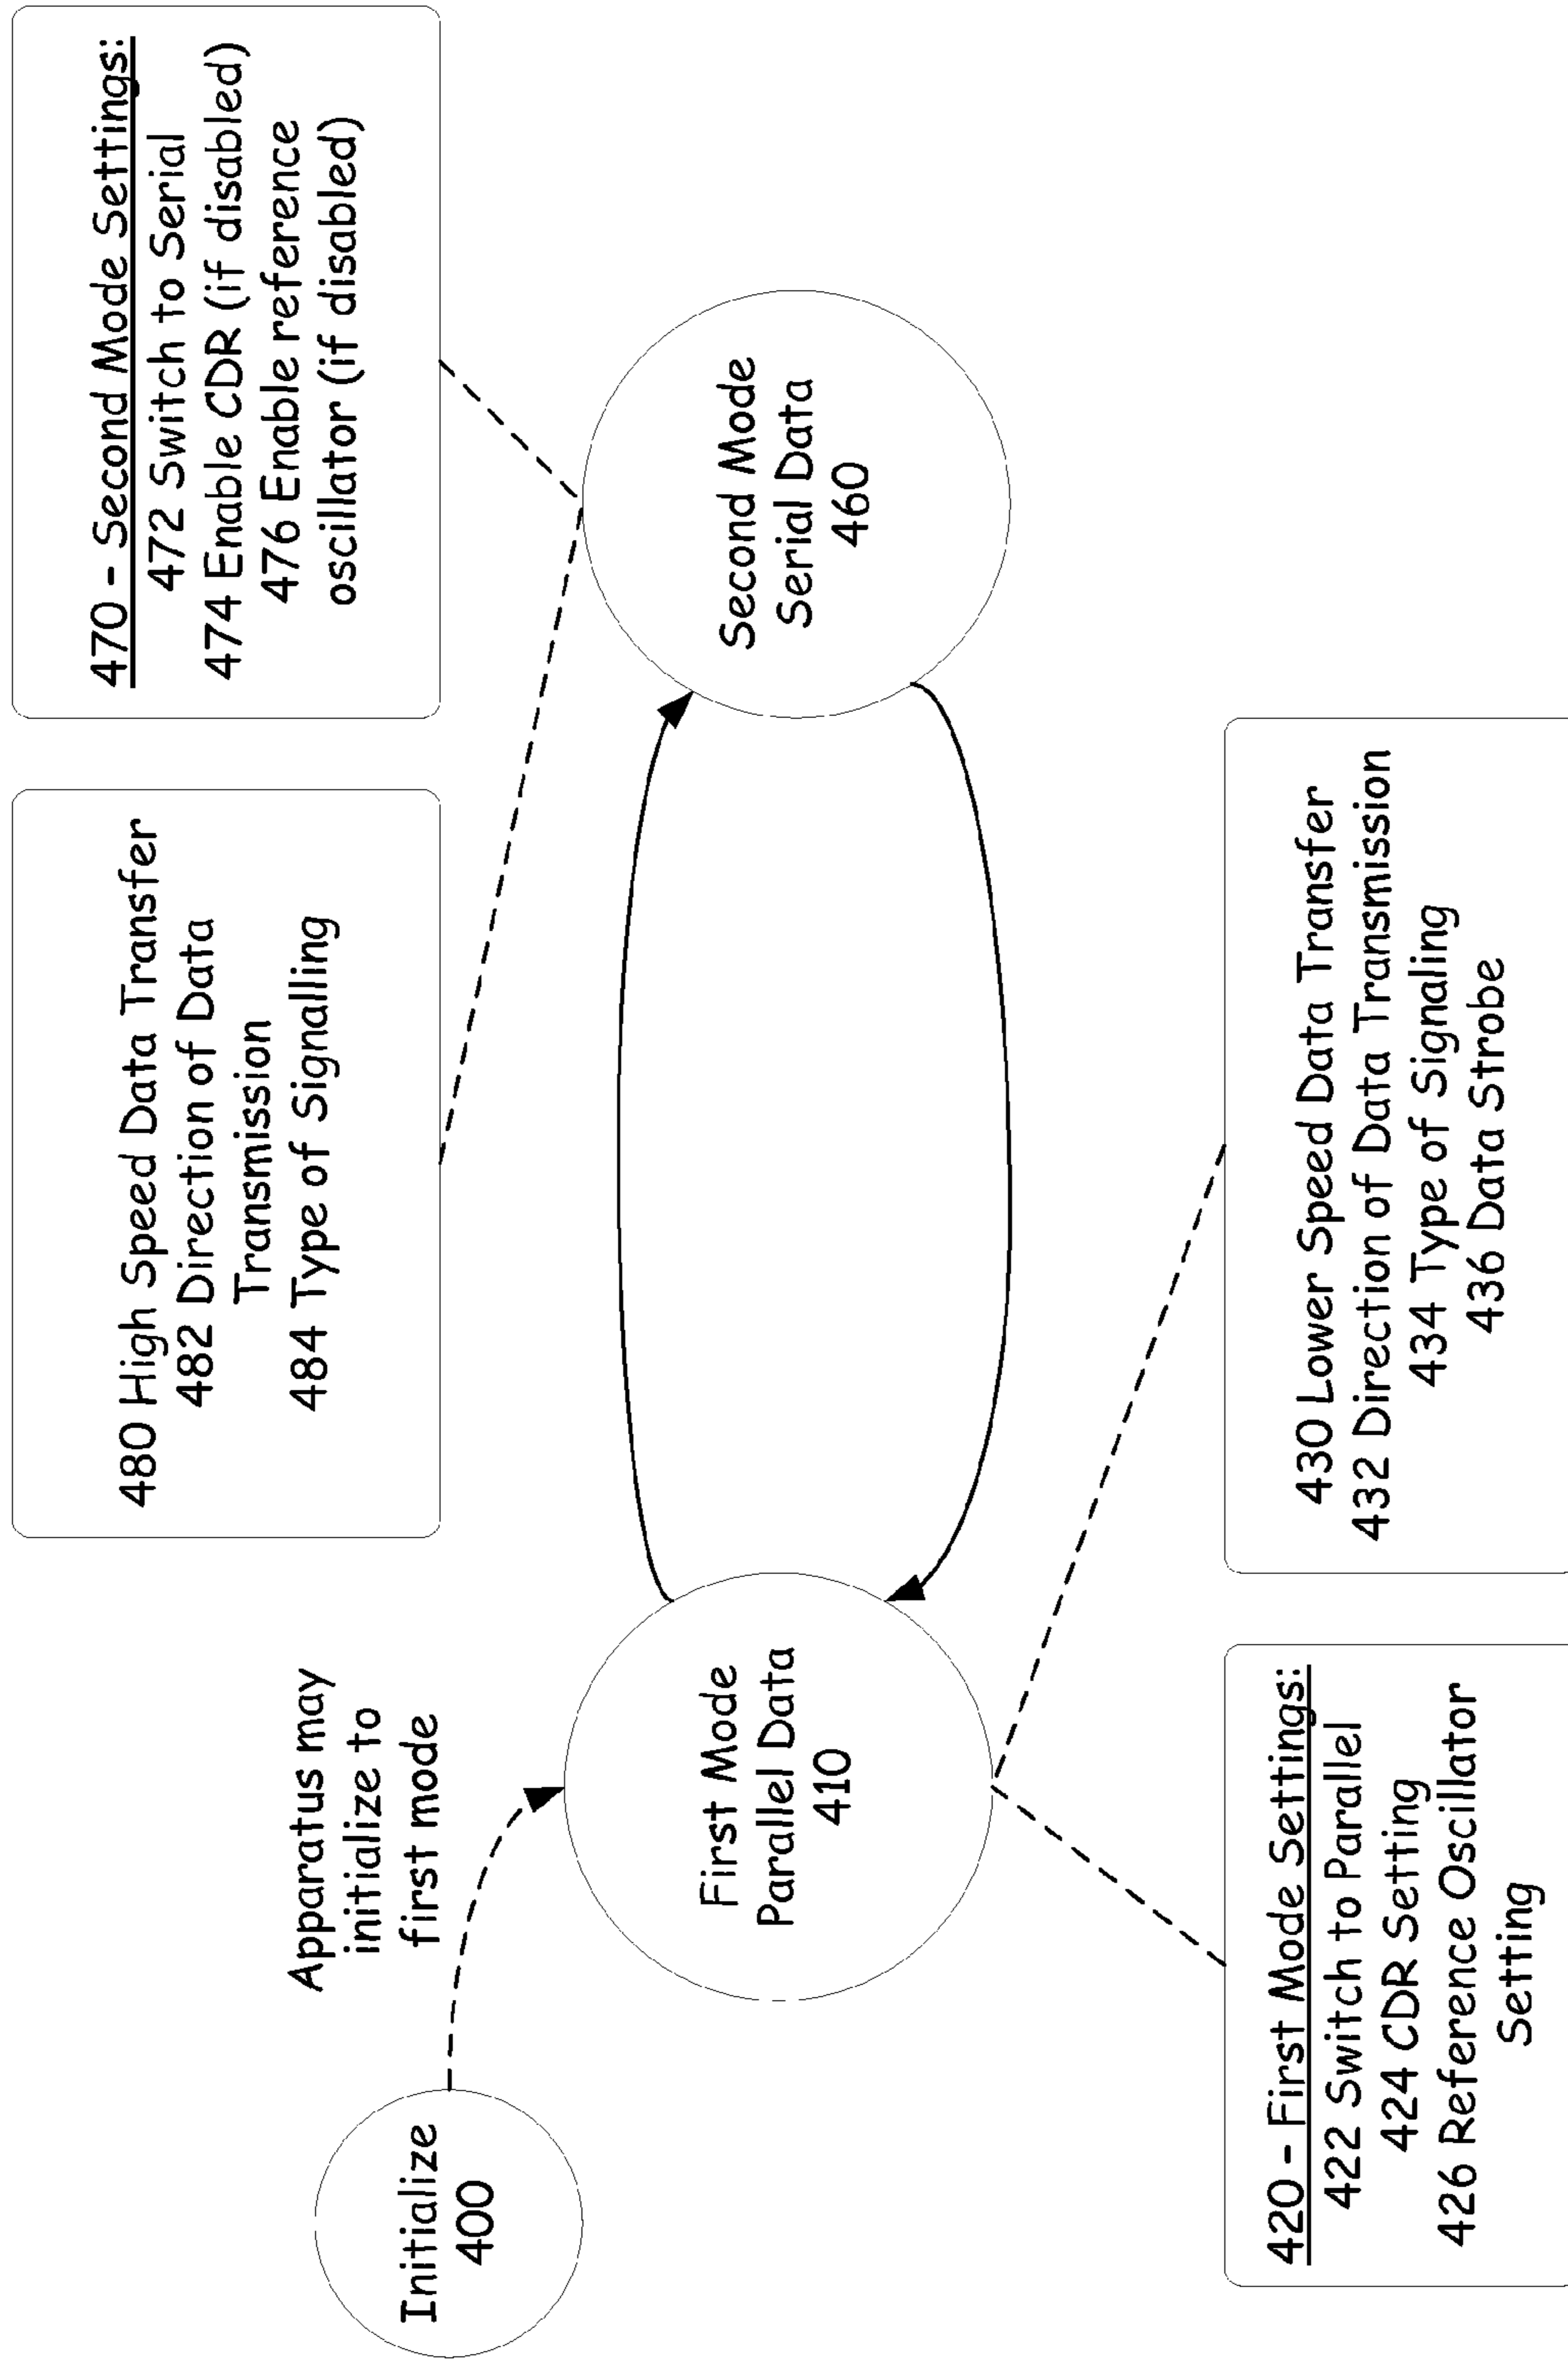 480 High Speed Data Transfer
482 Direction of Data
Transmission
484 Type of Signalling
470 - Second Mode Settings:
472 Switch to Serial
474 Enable CDR (if disabled)
476 Enable reference
oscillator (if disabled)
Apparatus may
initialize to
first mode
Initialize
400
First Mode
Parallel Data
410
Second Mode
Serial Data
460
420 - First Mode Settings:
422 Switch to Parallel
424 CDR Setting
426 Reference Oscillator
Setting
430 Lower Speed Data Transfer
432 Direction of Data Transmission
434 Type of Signaling
436 Data Strobe